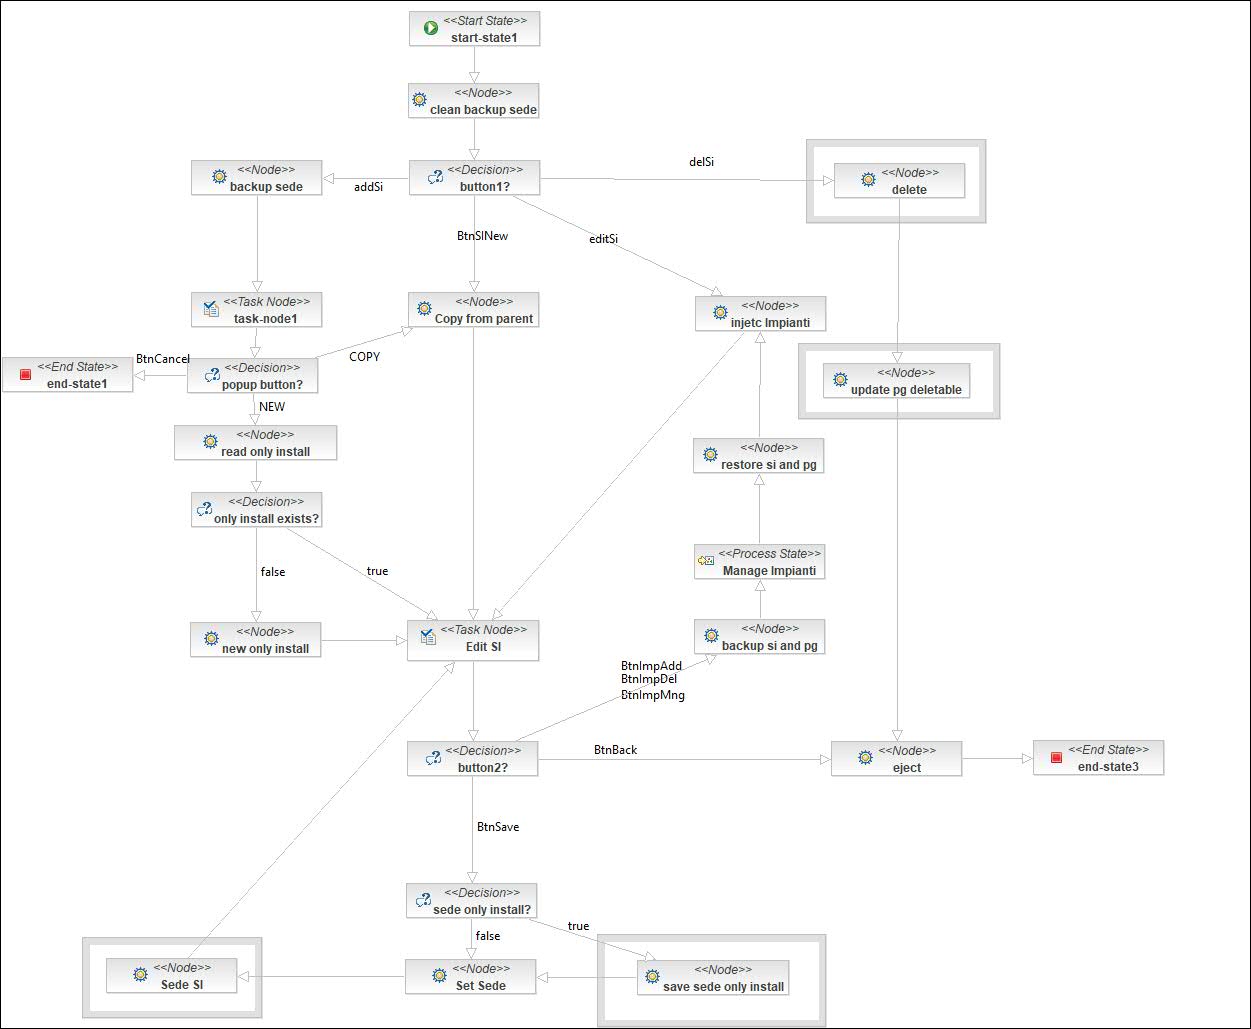 <<Start State>>
start-state1
<<Node>>
clean backup sede
<<Node>>
backup sede
addSi
<<Decision>>
button1?
delSi
<<Node>>
delete
BtnSINew
editSi
<<Task Node>>
task-node1
<<Node>>
Copy from parent
<<Node>>
injetc Impianti
<<End State>>
end-state1
BtnCancel
<<Decision>>
popup button?
COPY
<<Node>>
update pg deletable
NEW
<<Node>>
read only install
<<Node>>
restore si and pg
<<Decision>>
only install exists?
false
true
<<Process State>>
Manage Impianti
<<Node>>
new only install
<<Task Node>>
Edit SI
<<Node>>
backup si and pg
BtnImpAdd
BtnImpDel
BtnImpMng
<<Decision>>
button2?
BtnBack
<<Node>>
eject
<<End State>>
end-state3
BtnSave
<<Decision>>
sede only install?
false
true
<<Node>>
Sede SI
<<Node>>
Set Sede
<<Node>>
save sede only install